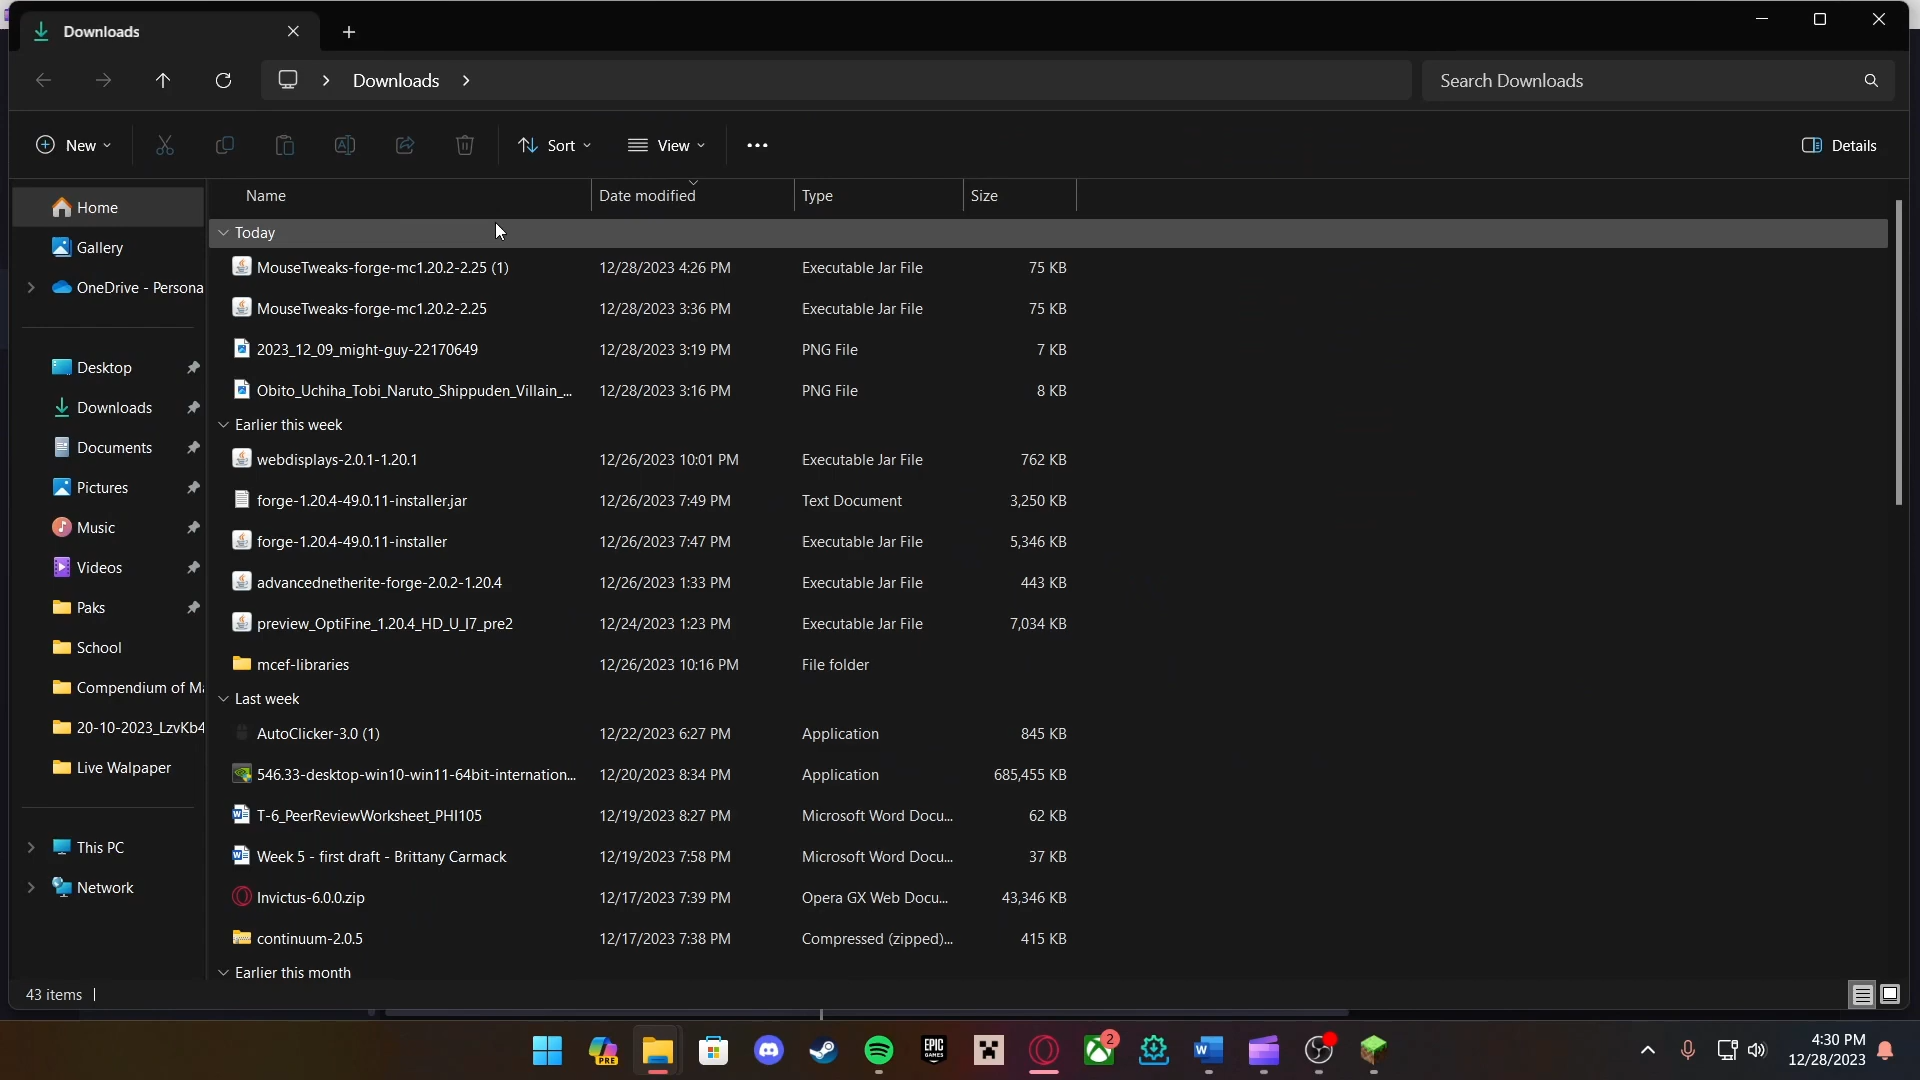 Downloads
Downloads
Search Downloads
New
Sort
View
Details
Name Date modified Type Size
Home
Gallery
OneDrive - Persona
Desktop
Downloads
Documents
Pictures
Music
Videos
Paks
School
Compendium of Ma
20-10-2023_LzvKb4
Live Walpaper
This PC
Network
Today
MouseTweaks-forge-mc1.20.2-2.25 (1) 12/28/2023 4:26 PM Executable Jar File 75 KB
MouseTweaks-forge-mc1.20.2-2.25 12/28/2023 3:36 PM Executable Jar File 75 KB
2023_12_09_might-guy-22170649 12/28/2023 3:19 PM PNG File 7 KB
Obito_Uchiha_Tobi_Naruto_Shippuden_Villain_... 12/28/2023 3:16 PM PNG File 8 KB
Earlier this week
webdisplays-2.0.1-1.20.1 12/26/2023 10:01 PM Executable Jar File 762 KB
forge-1.20.4-49.0.11-installer.jar 12/26/2023 7:49 PM Text Document 3,250 KB
forge-1.20.4-49.0.11-installer 12/26/2023 7:47 PM Executable Jar File 5,346 KB
advancednetherite-forge-2.0.2-1.20.4 12/26/2023 1:33 PM Executable Jar File 443 KB
preview_OptiFine_1.20.4_HD_U_I7_pre2 12/24/2023 1:23 PM Executable Jar File 7,034 KB
mcef-libraries 12/26/2023 10:16 PM File folder
Last week
AutoClicker-3.0 (1) 12/22/2023 6:27 PM Application 845 KB
546.33-desktop-win10-win11-64bit-internation... 12/20/2023 8:34 PM Application 685,455 KB
T-6_PeerReviewWorksheet_PHI105 12/19/2023 8:27 PM Microsoft Word Docu... 62 KB
Week 5 - first draft - Brittany Carmack 12/19/2023 7:58 PM Microsoft Word Docu... 37 KB
Invictus-6.0.0.zip 12/17/2023 7:39 PM Opera GX Web Docu... 43,346 KB
continuum-2.0.5 12/17/2023 7:38 PM Compressed (zipped)... 415 KB
Earlier this month
43 items
PRE
EPIC
GAMES
2
W
4:30 PM
12/28/2023